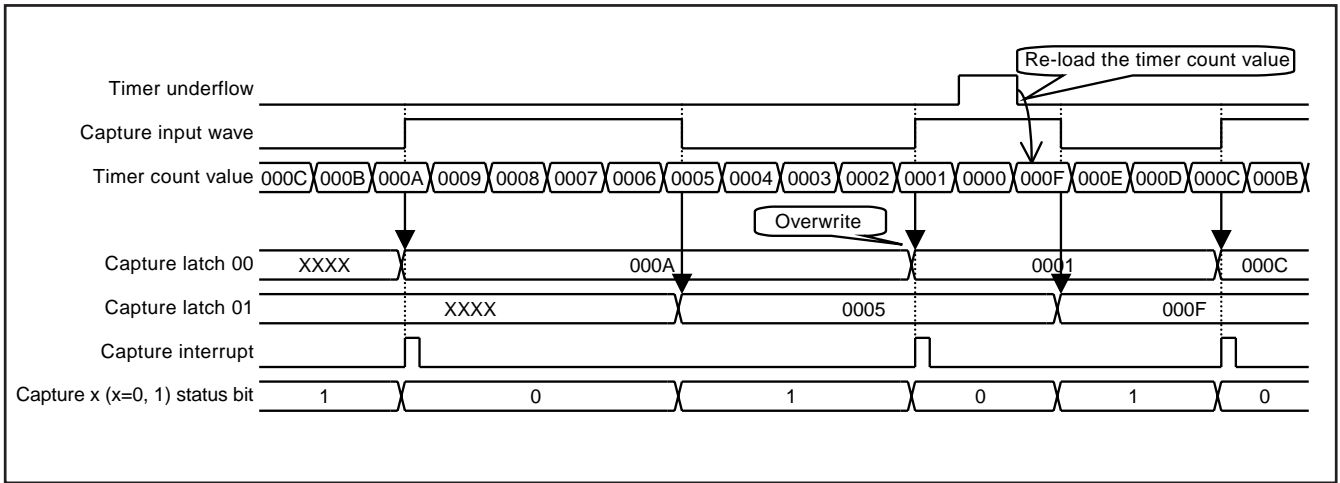 Re-load the timer count value
Timer underflow
Capture input wave
Timer count value 000C 000B 000A 0009 0008 0007 0006 0005 0004 0003 0002 0001 0000 000F 000E 000D 000C 000B
Overwrite
Capture latch 00 XXXX 000A 0001 000C
Capture latch 01 XXXX 0005 000F
Capture interrupt
Capture x (x=0, 1) status bit 1 0 1 0 1 0